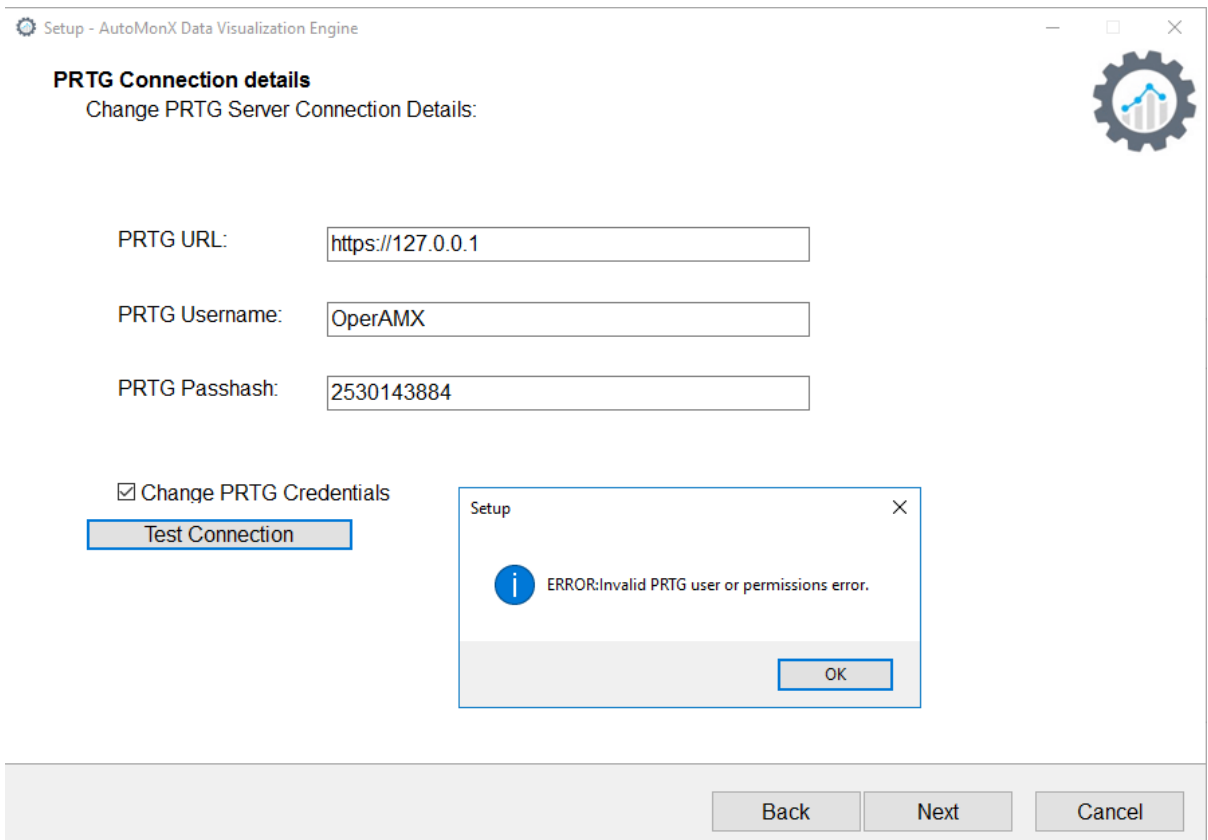 Setup - AutoMonX Data Visualization Engine
PRTG Connection details
Change PRTG Server Connection Details:
PRTG URL:
https://127.0.0.1
PRTG Username:
OperAMX
PRTG Passhash:
2530143884
Change PRTG Credentials
Test Connection
Setup
ERROR:Invalid PRTG user or permissions error.
OK
Back
Next
Cancel